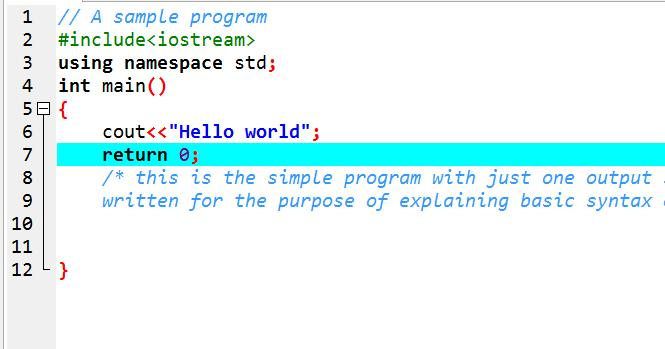 1 // A sample program
2 #include<iostream>
3 using namespace std;
4 int main()
5 {
6 cout<<"Hello world";
7 return 0;
8 /* this is the simple program with just one output
9 written for the purpose of explaining basic syntax
10
11
12 }